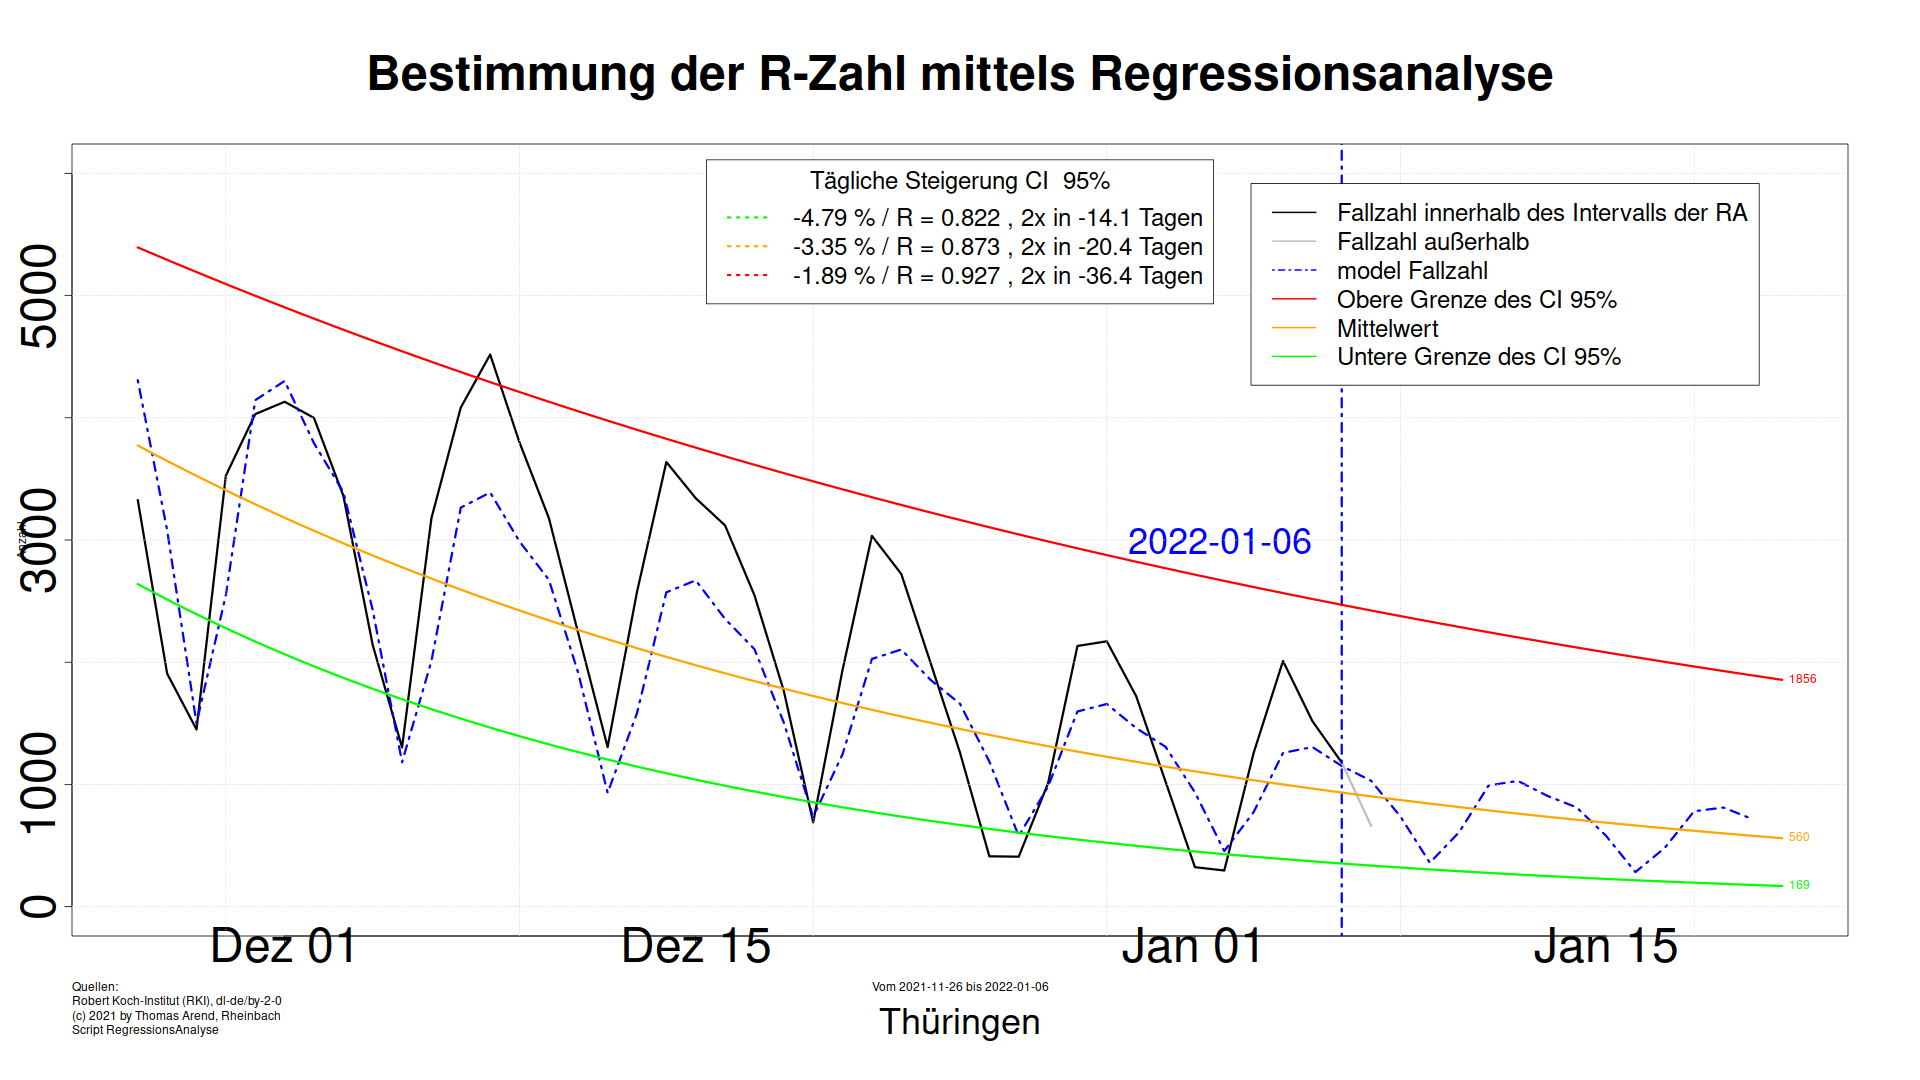 Bestimmung der R-Zahl mittels Regressionsanalyse
Tägliche Steigerung CI 95%
-4.79 % / R = 0.822 , 2x in -14.1 Tagen
-3.35 % / R = 0.873 , 2x in -20.4 Tagen
-1.89 % / R = 0.927 , 2x in -36.4 Tagen
Fallzahl innerhalb des Intervalls der RA
Fallzahl außerhalb
model Fallzahl
Obere Grenze des CI 95%
Mittelwert
Untere Grenze des CI 95%
5000
3000
1000
0
Anzahl
2022-01-06
1856
560
169
Dez 01
Dez 15
Jan 01
Jan 15
Quellen:
Robert Koch-Institut (RKI), dl-de/by-2-0
(c) 2021 by Thomas Arend, Rheinbach
Script RegressionsAnalyse
Vom 2021-11-26 bis 2022-01-06
Thüringen